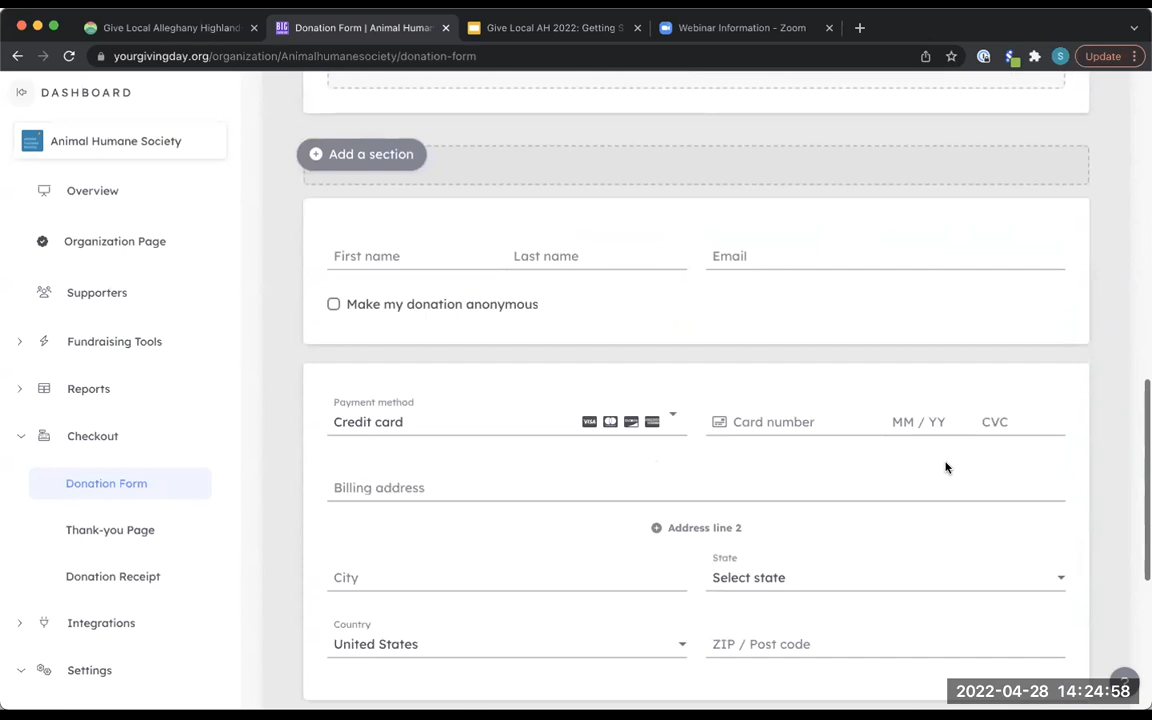 Give Local Alleghany Highland
Donation Form | Animal Human
Give Local AH 2022: Getting S
Webinar Information - Zoom
yourgivingday.org/organization/Animalhumanesociety/donation-form
S
Update
DASHBOARD
Animal Humane Society
Overview
Organization Page
Supporters
Fundraising Tools
Reports
Checkout
Donation Form
Thank-you Page
Donation Receipt
Integrations
Settings
Add a section
First name Last name Email
Make my donation anonymous
Payment method
Credit card VISA Card number MM / YY CVC
Billing address
Address line 2
State
City Select state
Country
United States ZIP / Post code
2022-04-28 14:24:58